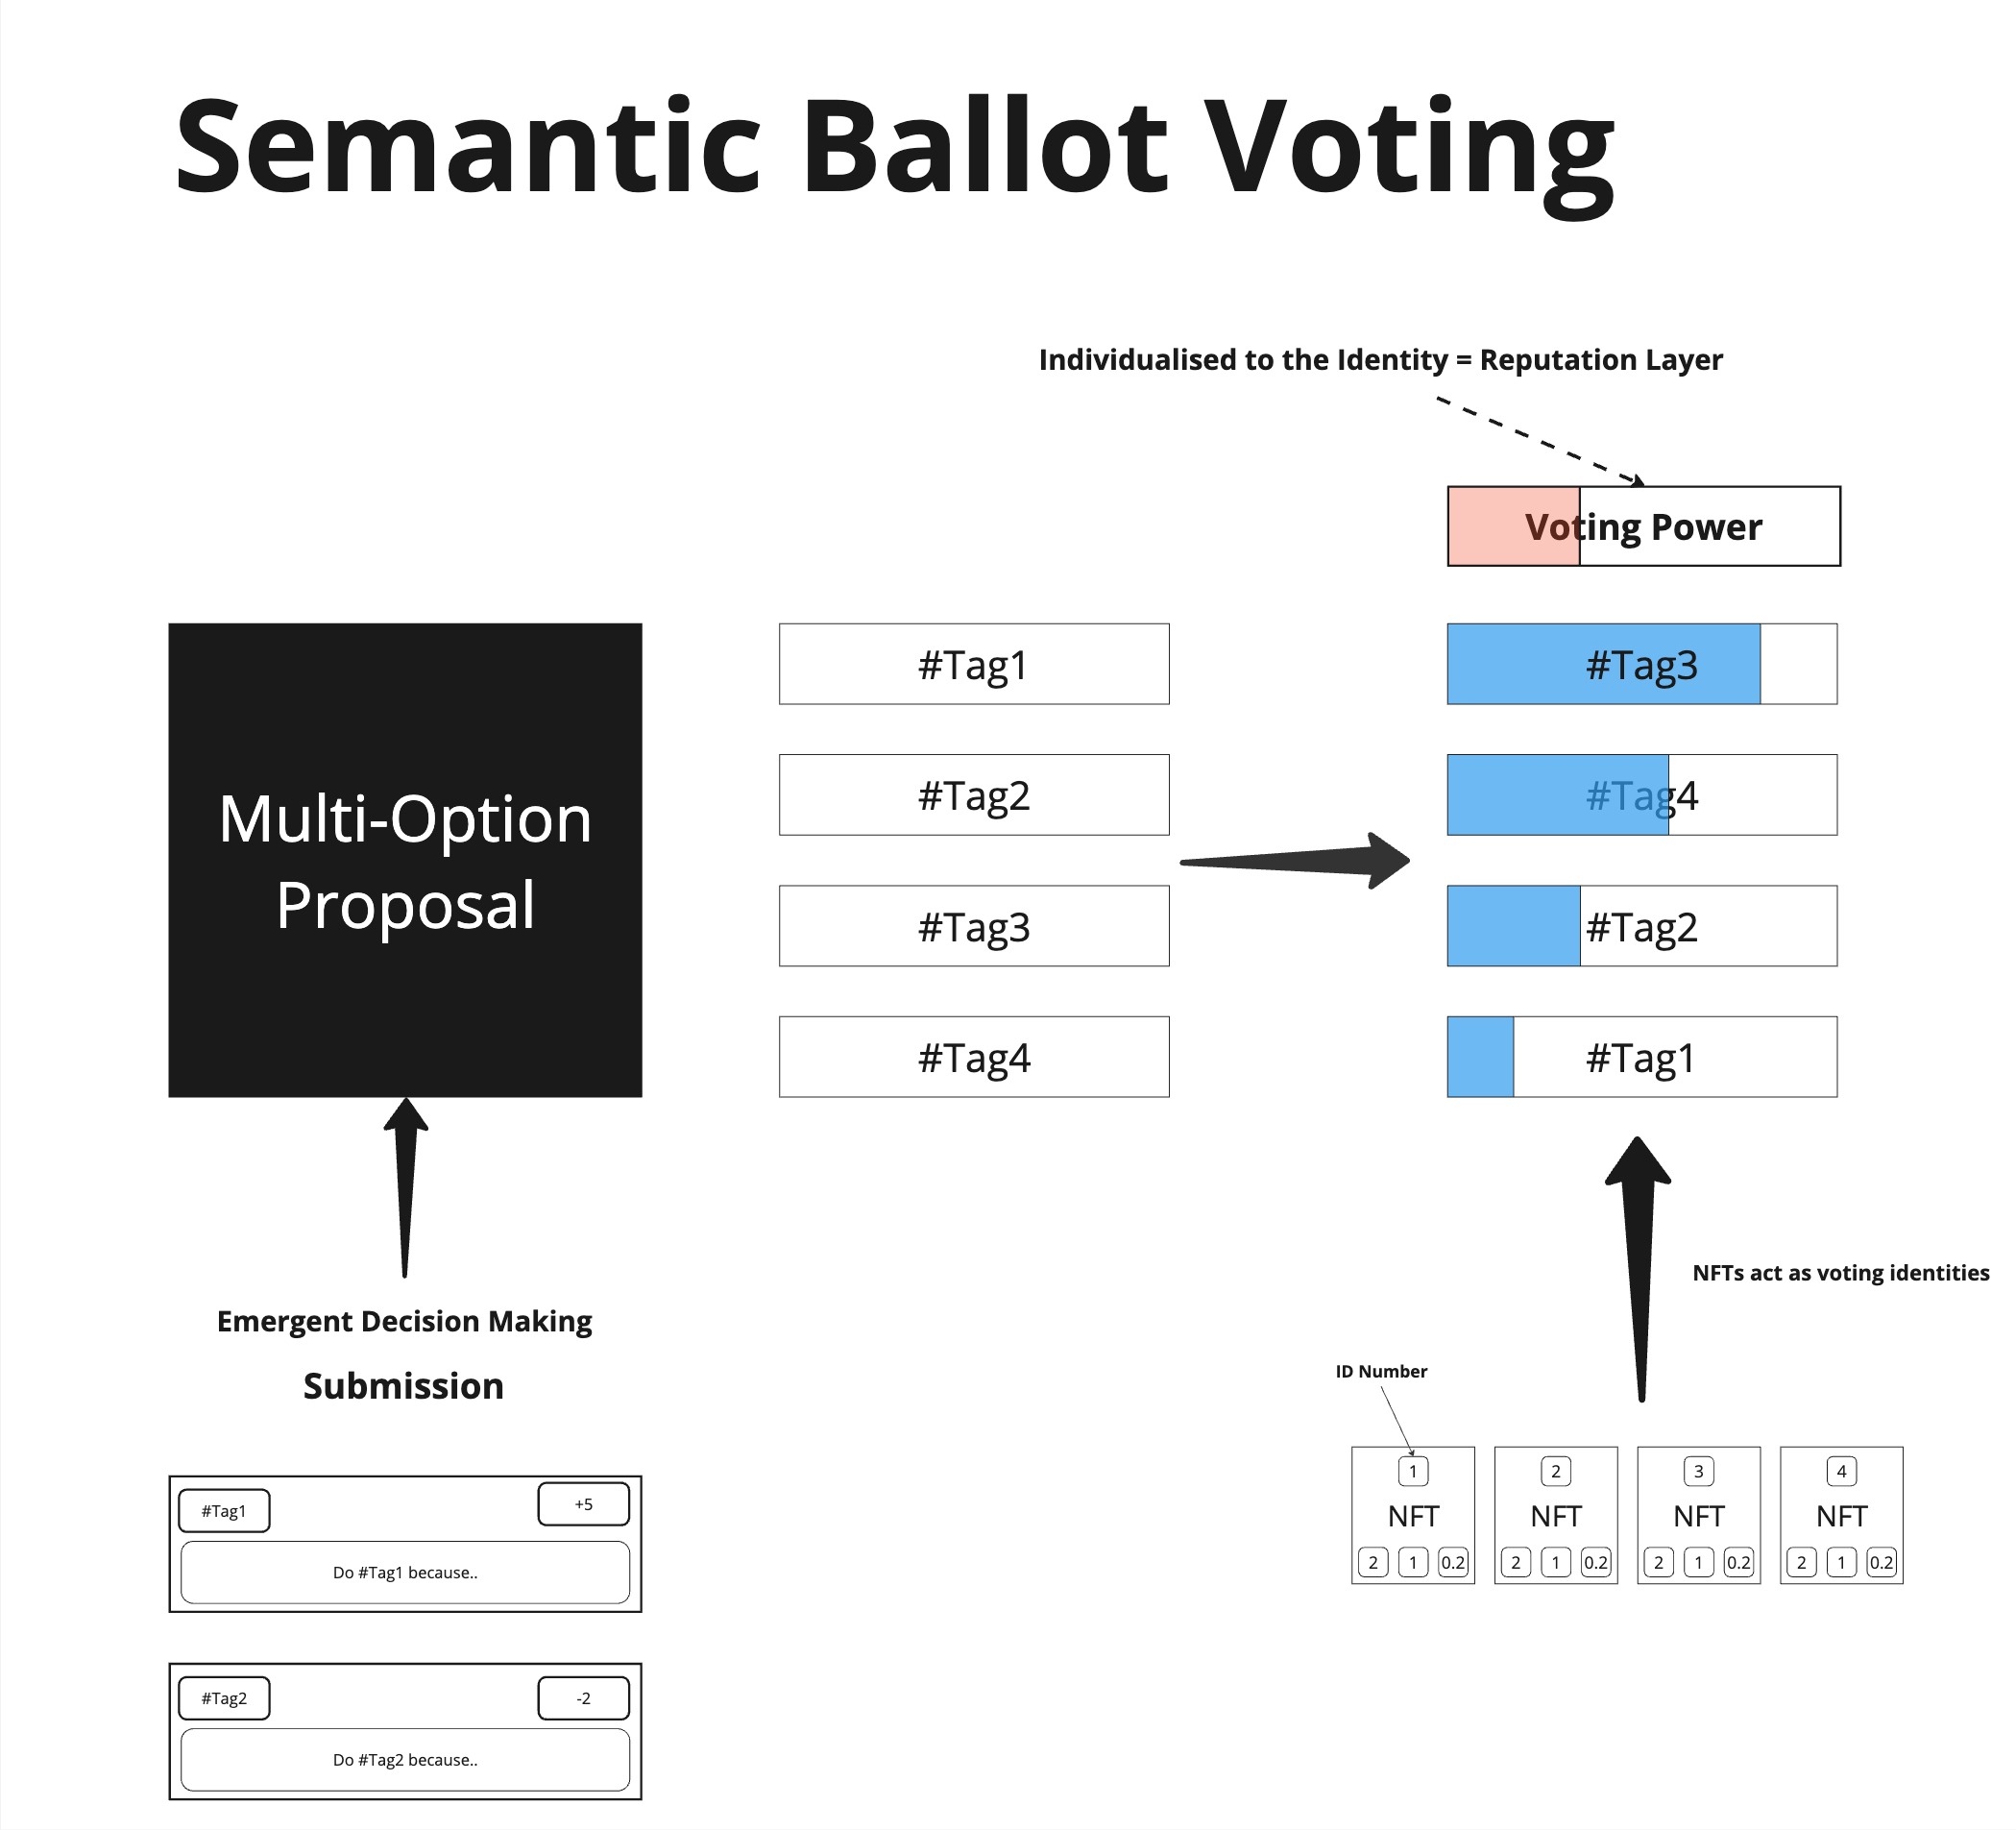 Semantic Ballot Voting
Individualised to the Identity = Reputation Layer
Voting Power
Multi-Option
Proposal
#Tag1
#Tag2
#Tag3
#Tag4
#Tag3
#Tag4
#Tag2
#Tag1
Emergent Decision Making
Submission
#Tag1
+5
Do #Tag1 because..
#Tag2
-2
Do #Tag2 because..
NFTs act as voting identities
ID Number
1
NFT
2 1 0.2
2
NFT
2 1 0.2
3
NFT
2 1 0.2
4
NFT
2 1 0.2